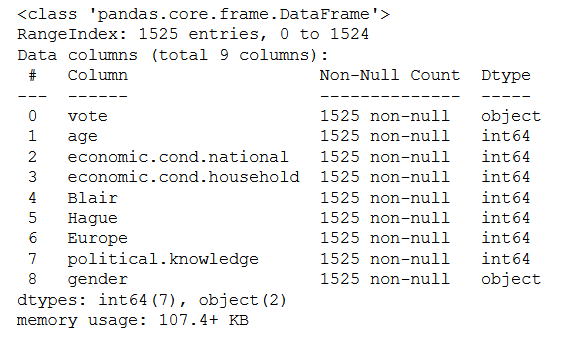 <class 'pandas.core.frame.DataFrame'>
RangeIndex: 1525 entries, 0 to 1524
Data columns (total 9 columns):
 #   Column                   Non-Null Count  Dtype
---  ------                   --------------  -----
 0   vote                     1525 non-null   object
 1   age                      1525 non-null   int64
 2   economic.cond.national   1525 non-null   int64
 3   economic.cond.household  1525 non-null   int64
 4   Blair                    1525 non-null   int64
 5   Hague                    1525 non-null   int64
 6   Europe                   1525 non-null   int64
 7   political.knowledge      1525 non-null   int64
 8   gender                   1525 non-null   object
dtypes: int64(7), object(2)
memory usage: 107.4+ KB